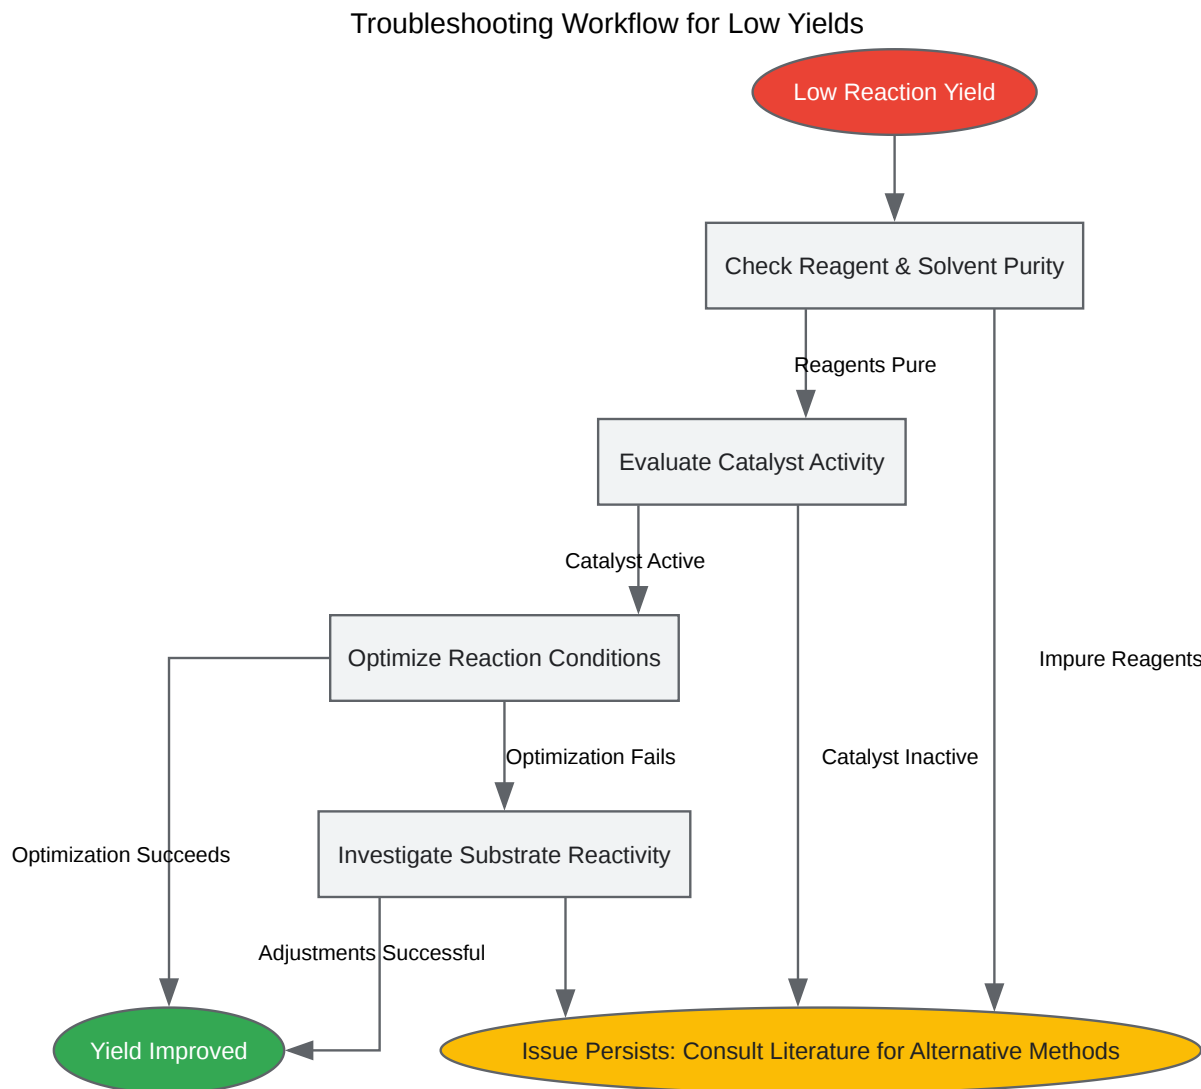 Troubleshooting Workflow for Low Yields
Low Reaction Yield
Check Reagent & Solvent Purity
Reagents Pure
Evaluate Catalyst Activity
Catalyst Active
Optimize Reaction Conditions
Impure Reagents
Optimization Fails
Catalyst Inactive
Optimization Succeeds
Investigate Substrate Reactivity
Adjustments Successful
Yield Improved
Issue Persists: Consult Literature for Alternative Methods